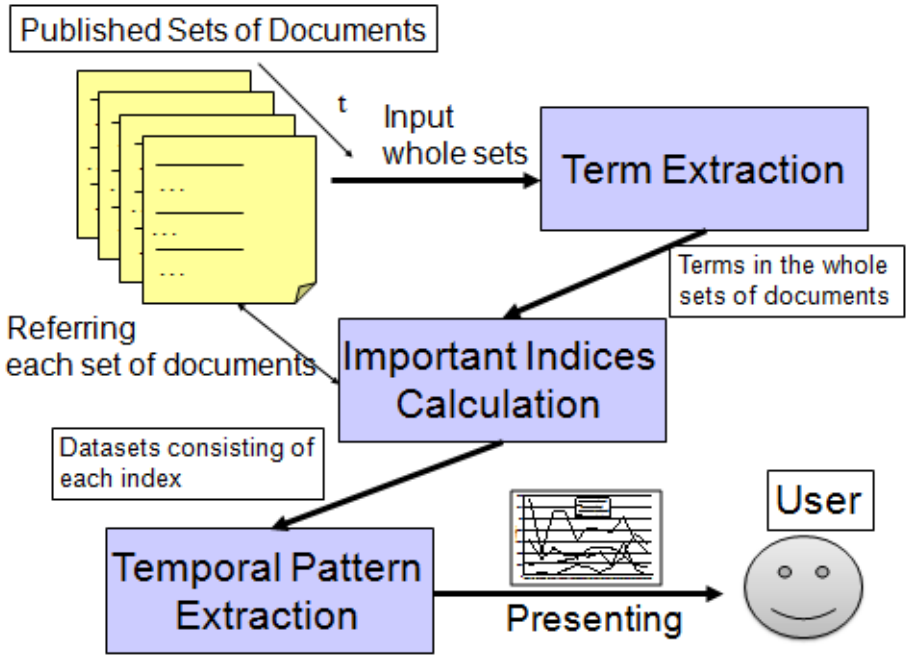 Published Sets of Documents
t
Input
whole sets
Term Extraction
...
...
...
Terms in the whole
sets of documents
Referring
each set of documents
Important Indices
Calculation
Datasets consisting of
each index
User
Temporal Pattern
Extraction
Presenting